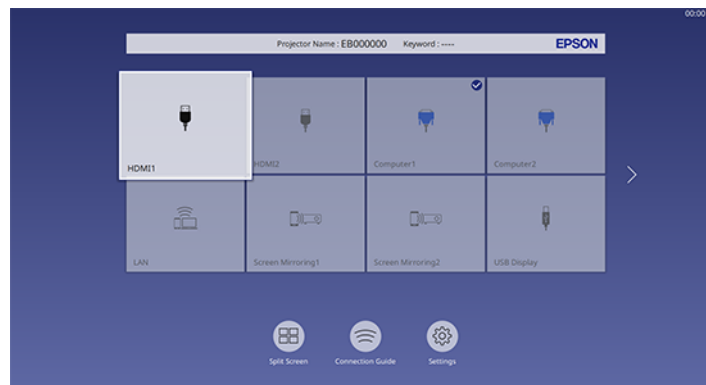 00:00
Projector Name : EB000000 Keyword : ---- EPSON
HDMI1 HDMI2 Computer1 Computer2
LAN Screen Mirroring1 Screen Mirroring2 USB Display
Split Screen Connection Guide Settings